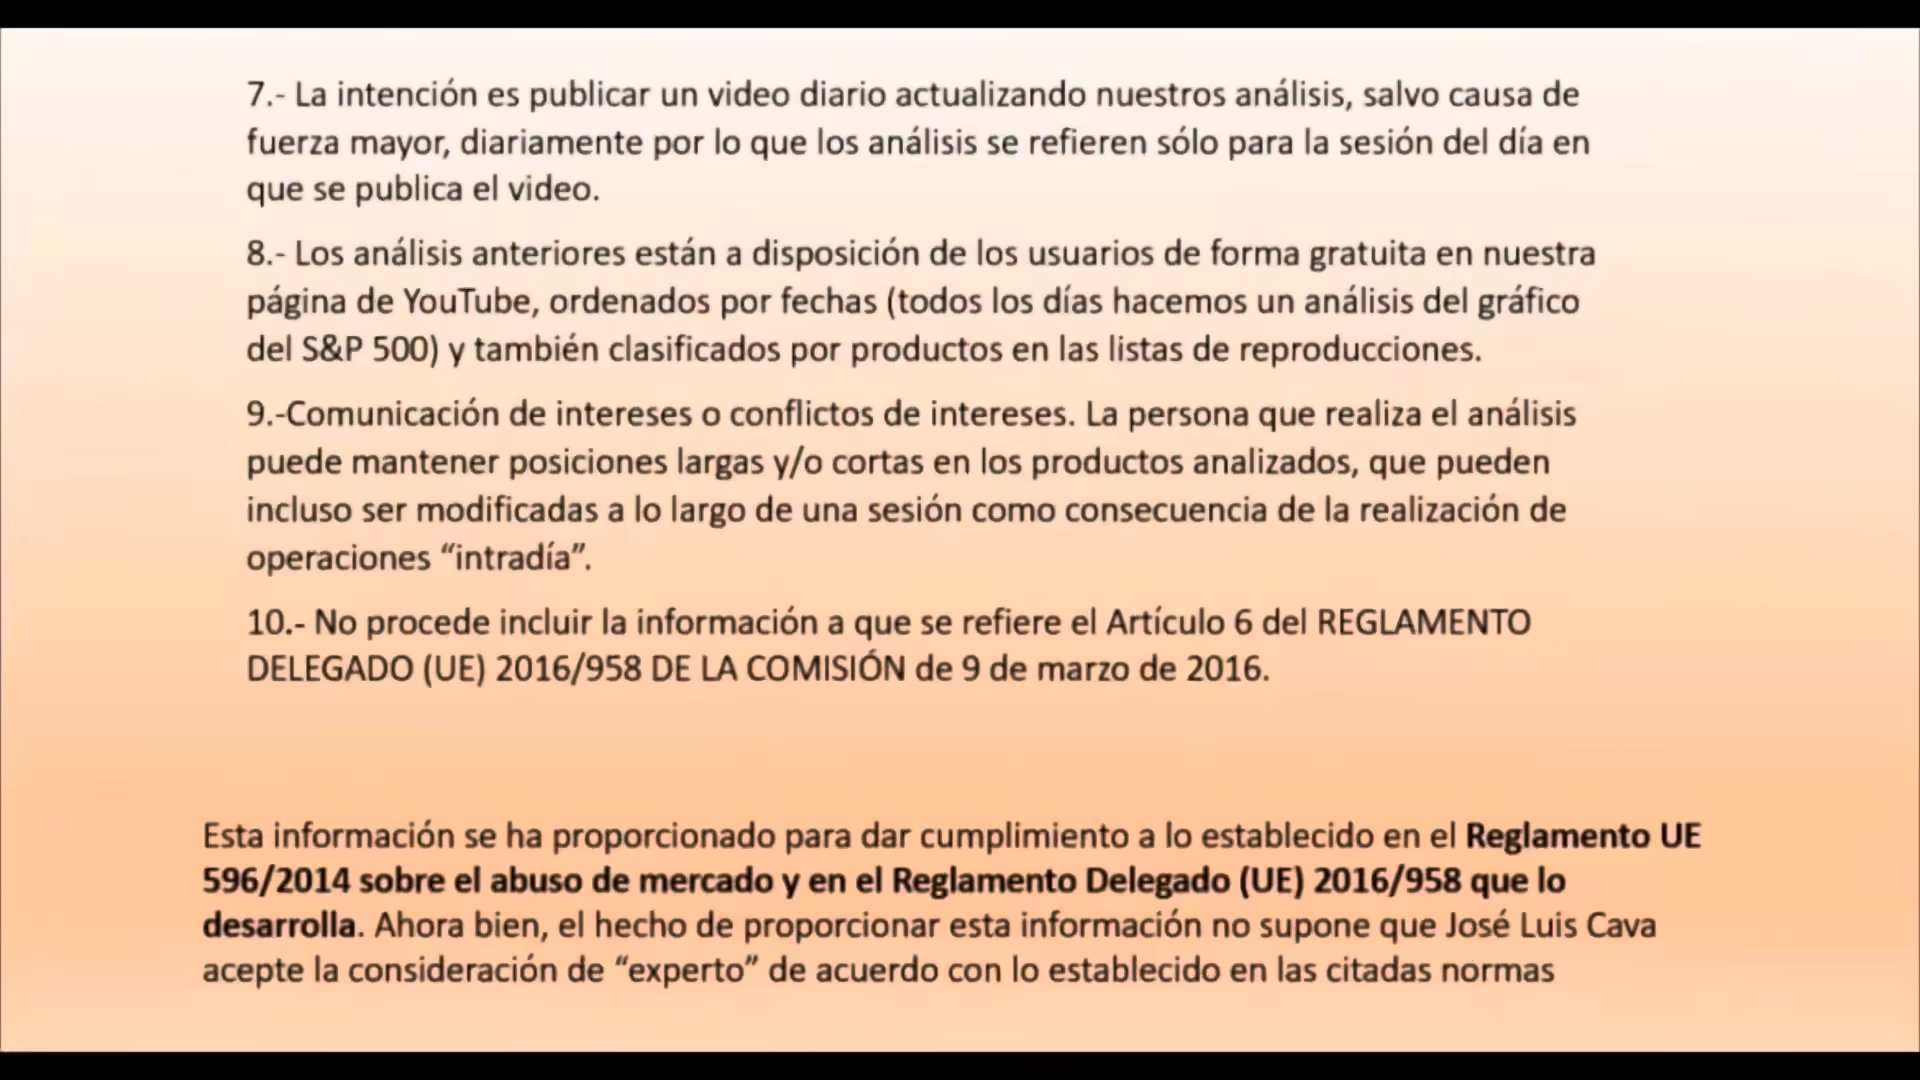 7.- La intención es publicar un video diario actualizando nuestros análisis, salvo causa de
fuerza mayor, diariamente por lo que los análisis se refieren sólo para la sesión del día en
que se publica el video.
8.- Los análisis anteriores están a disposición de los usuarios de forma gratuita en nuestra
página de YouTube, ordenados por fechas (todos los días hacemos un análisis del gráfico
del S&P 500) y también clasificados por productos en las listas de reproducciones.
9.-Comunicación de intereses o conflictos de intereses. La persona que realiza el análisis
puede mantener posiciones largas y/o cortas en los productos analizados, que pueden
incluso ser modificadas a lo largo de una sesión como consecuencia de la realización de
operaciones “intradía”.
10.- No procede incluir la información a que se refiere el Artículo 6 del REGLAMENTO
DELEGADO (UE) 2016/958 DE LA COMISIÓN de 9 de marzo de 2016.
Esta información se ha proporcionado para dar cumplimiento a lo establecido en el Reglamento UE
596/2014 sobre el abuso de mercado y en el Reglamento Delegado (UE) 2016/958 que lo
desarrolla. Ahora bien, el hecho de proporcionar esta información no supone que José Luis Cava
acepte la consideración de “experto” de acuerdo con lo establecido en las citadas normas